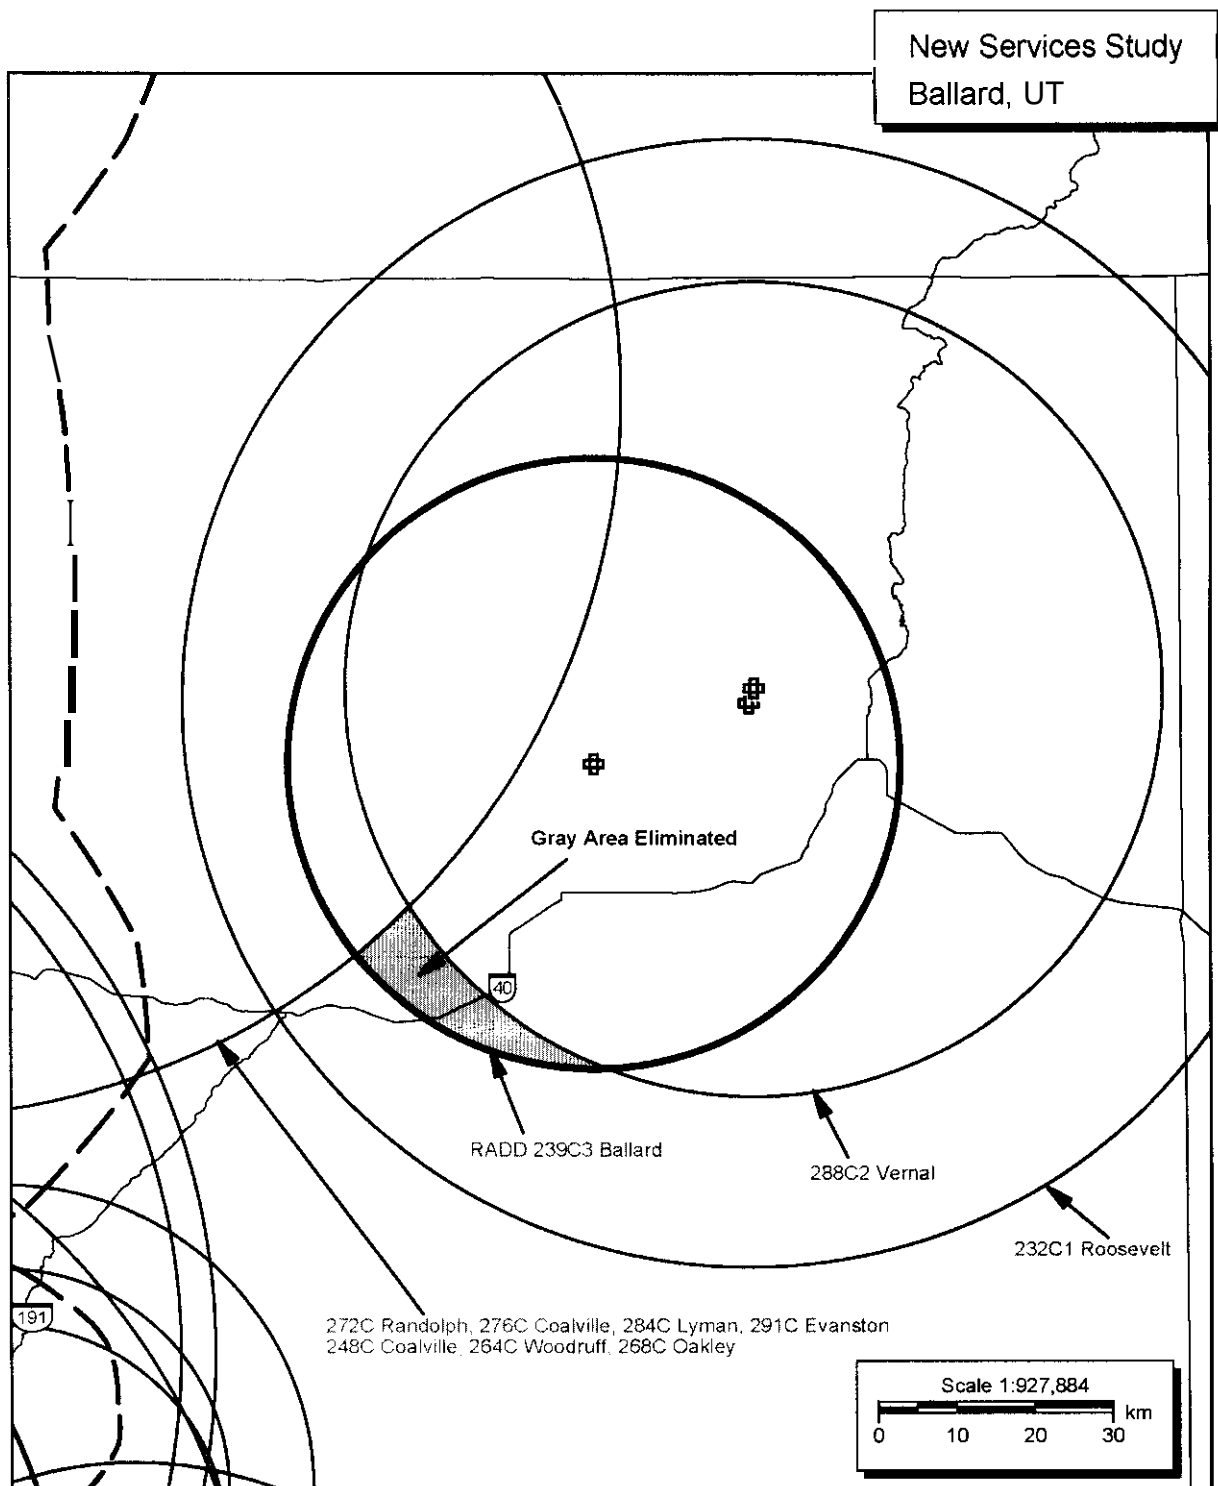 New Services Study
Ballard, UT
Gray Area Eliminated
40
RADD 239C3 Ballard
288C2 Vernal
232C1 Roosevelt
191
272C Randolph, 276C Coalville, 284C Lyman, 291C Evanston
248C Coalville, 264C Woodruff, 268C Oakley
Scale 1:927,884
km
0 10 20 30